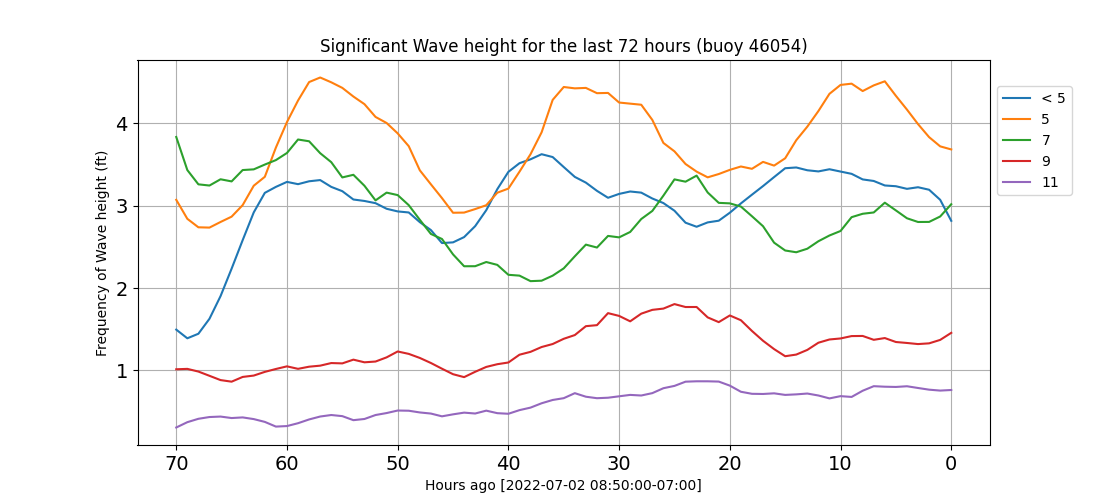 Significant Wave height for the last 72 hours (buoy 46054)
Frequency of Wave height (ft)
4
3
2
1
70 60 50 40 30 20 10 0
Hours ago [2022-07-02 08:50:00-07:00]
< 5
5
7
9
11